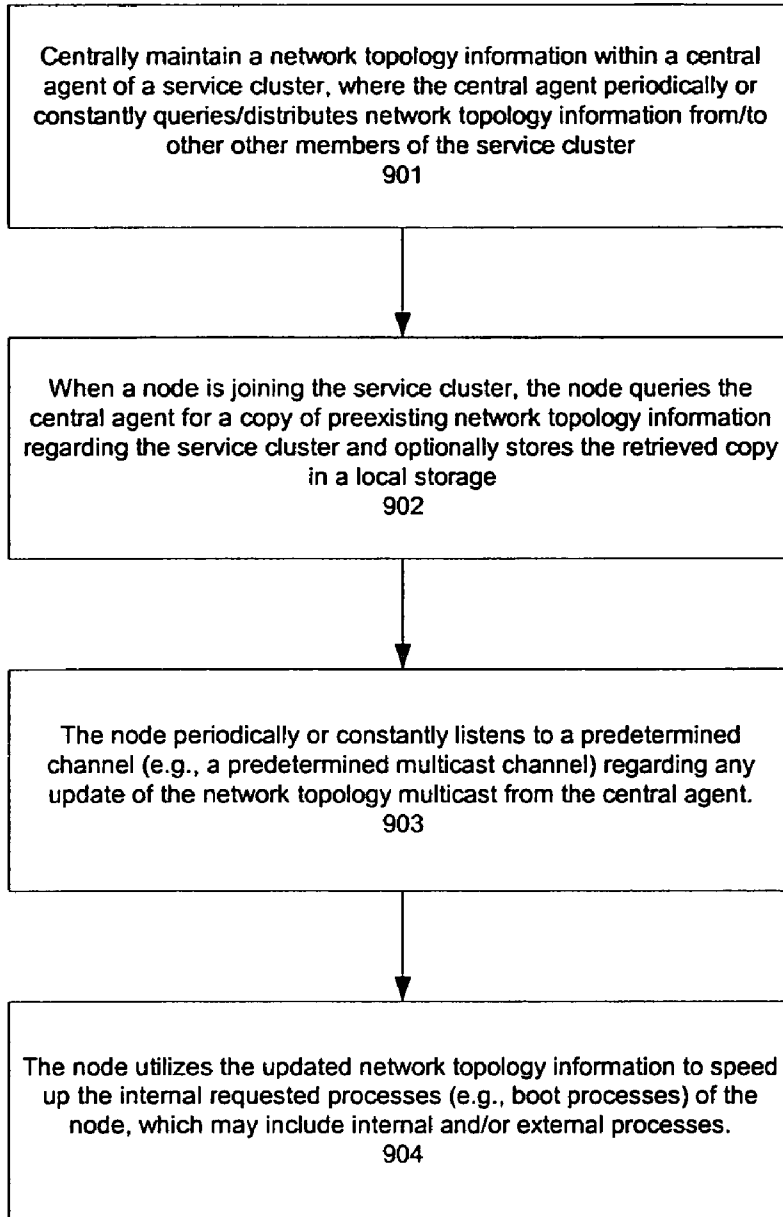 Centrally maintain a network topology information within a central
agent of a service cluster, where the central agent periodically or
constantly queries/distributes network topology information from/to
other other members of the service cluster
901
When a node is joining the service cluster, the node queries the
central agent for a copy of preexisting network topology information
regarding the service cluster and optionally stores the retrieved copy
in a local storage
902
The node periodically or constantly listens to a predetermined
channel (e.g., a predetermined multicast channel) regarding any
update of the network topology multicast from the central agent.
903
The node utilizes the updated network topology information to speed
up the internal requested processes (e.g., boot processes) of the
node, which may include internal and/or external processes.
904